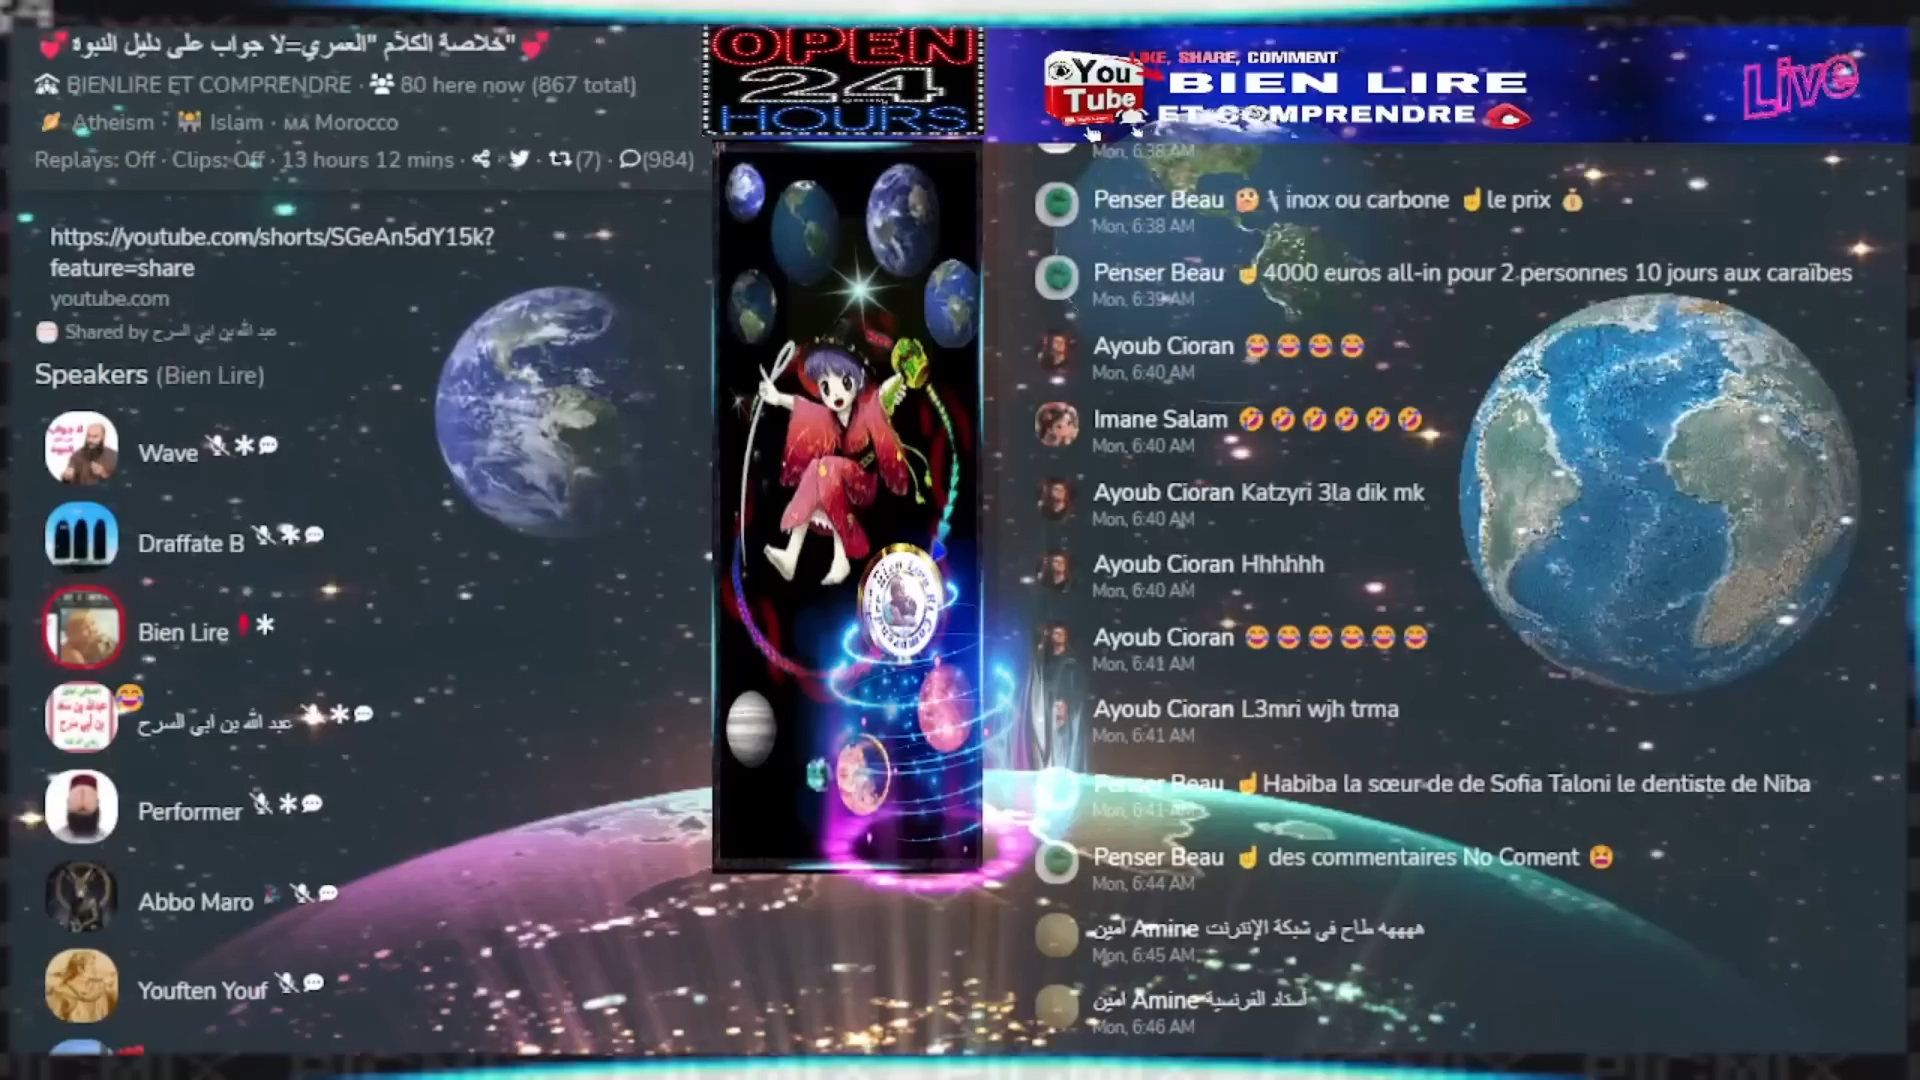 💕 خلاصة الكلام "العمري=لا جواب على دليل النبوه" 💕
BIENLIRE ET COMPRENDRE · 80 here now (867 total)
Atheism · Islam · MA Morocco
Replays: Off · Clips: Off · 13 hours 12 mins · (7) · (984)
https://youtube.com/shorts/SGeAn5dY15k?
feature=share
youtube.com
Shared by عبد الله بن ابي السرح
Speakers (Bien Lire)
Wave
Draffate B
Bien Lire
عبد الله بن ابي السرح
Performer
Abbo Maro
Youften Youf
OPEN
24
HOURS
You
Tube
LIKE, SHARE, COMMENT
BIEN LIRE
ET COMPRENDRE
Live
Mon, 6:38 AM
Penser Beau 🤔 \ inox ou carbone ☝️le prix 💰
Mon, 6:38 AM
Penser Beau ☝️4000 euros all-in pour 2 personnes 10 jours aux caraïbes
Mon, 6:39 AM
Ayoub Cioran 😂 😂 😂 😂
Mon, 6:40 AM
Imane Salam 🤣 🤣 🤣 🤣 🤣 🤣
Mon, 6:40 AM
Ayoub Cioran Katzyri 3la dik mk
Mon, 6:40 AM
Ayoub Cioran Hhhhhh
Mon, 6:40 AM
Ayoub Cioran 😂 😂 😂 😂 😂 😂
Mon, 6:41 AM
Ayoub Cioran L3mri wjh trma
Mon, 6:41 AM
Penser Beau ☝️Habiba la sœur de de Sofia Taloni le dentiste de Niba
Mon, 6:41 AM
Penser Beau ☝️ des commentaires No Coment 😫
Mon, 6:44 AM
امين Amine ههههه طاح في شبكة الإنترنت
Mon, 6:45 AM
امين Amine أستاد الفرنسية
Mon, 6:46 AM